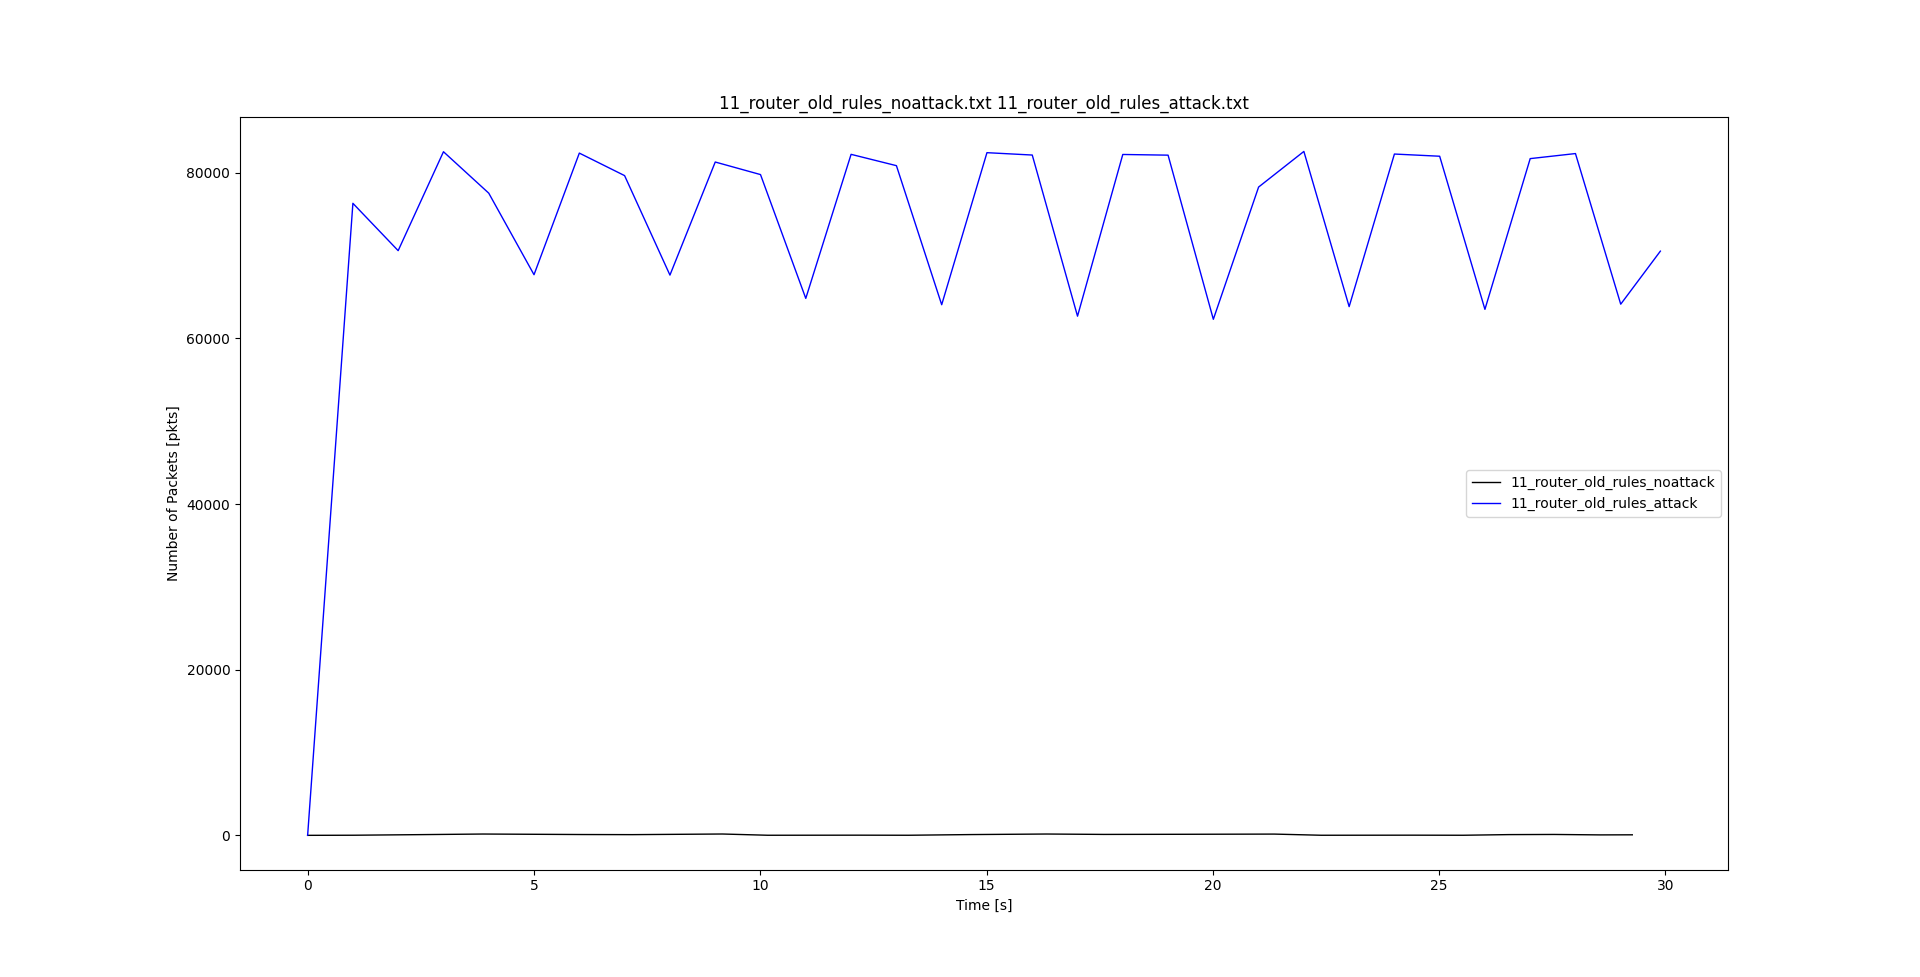 11_router_old_rules_noattack.txt 11_router_old_rules_attack.txt
Number of Packets [pkts]
80000
60000
40000
20000
0
11_router_old_rules_noattack
11_router_old_rules_attack
0 5 10 15 20 25 30
Time [s]